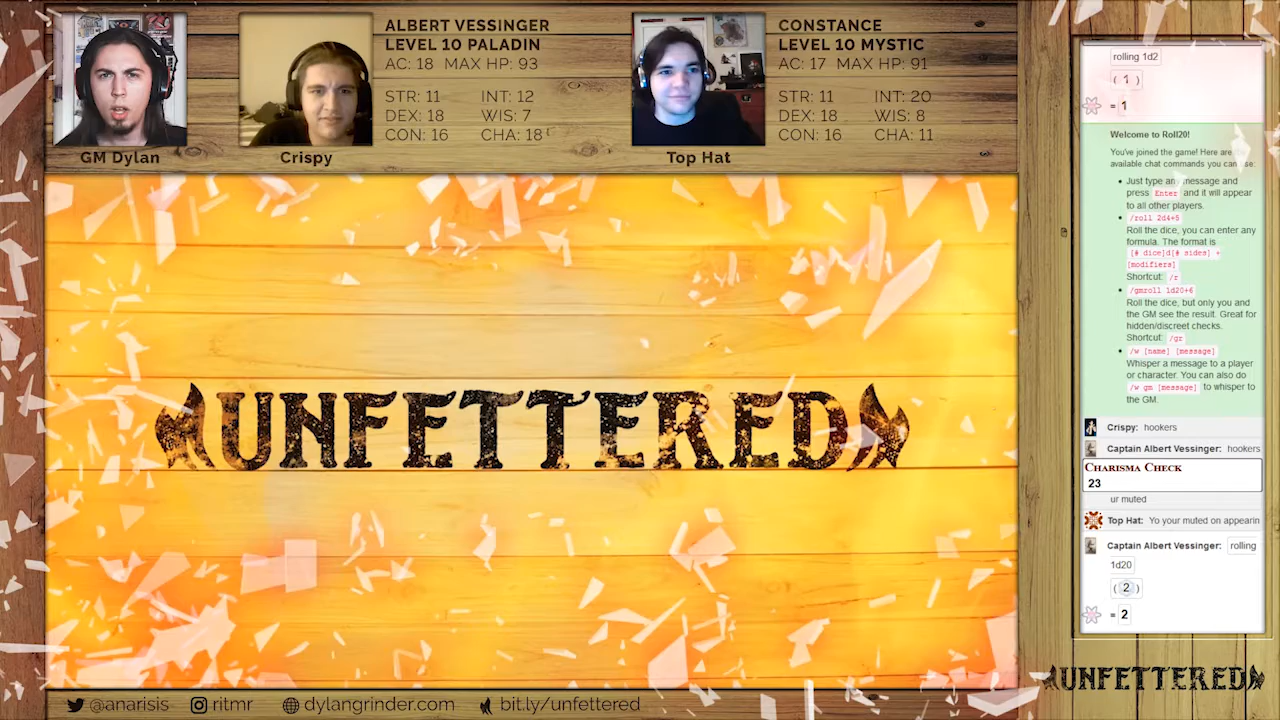 GM Dylan
Crispy
ALBERT VESSINGER
LEVEL 10 PALADIN
AC: 18 MAX HP: 93
STR: 11 INT: 12
DEX: 18 WIS: 7
CON: 16 CHA: 18
Top Hat
CONSTANCE
LEVEL 10 MYSTIC
AC: 17 MAX HP: 91
STR: 11 INT: 20
DEX: 18 WIS: 8
CON: 16 CHA: 11
UNFETTERED
rolling 1d2
( 1 )
= 1
Welcome to Roll20!
You've joined the game! Here are the
available chat commands you can use:
• Just type any message and
press Enter and it will appear
to all other players.
• /roll 2d4+5
Roll the dice, you can enter any
formula. The format is
[# dice]d[# sides] +
[modifiers]
Shortcut: /r
• /gmroll 1d20+6
Roll the dice, but only you and
the GM see the result. Great for
hidden/discreet checks.
Shortcut: /gr
• /w [name] [message]
Whisper a message to a player
or character. You can also do
/w gm [message] to whisper to
the GM.
Crispy: hookers
Captain Albert Vessinger: hookers
CHARISMA CHECK
23
ur muted
Top Hat: Yo your muted on appearin
Captain Albert Vessinger: rolling
1d20
( 2 )
= 2
UNFETTERED
@anarisis ritmr dylangrinder.com bit.ly/unfettered